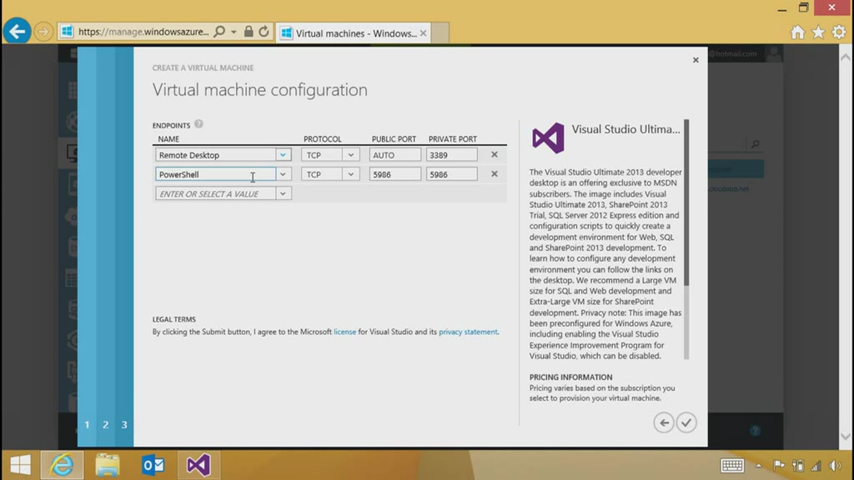 https://manage.windowsazure...
Virtual machines - Windows...
CREATE A VIRTUAL MACHINE
Virtual machine configuration
ENDPOINTS ?
NAME PROTOCOL PUBLIC PORT PRIVATE PORT
Remote Desktop TCP AUTO 3389
PowerShell TCP 5986 5986
ENTER OR SELECT A VALUE
LEGAL TERMS
By clicking the Submit button, I agree to the Microsoft license for Visual Studio and its privacy statement.
Visual Studio Ultima...
The Visual Studio Ultimate 2013 developer
desktop is an offering exclusive to MSDN
subscribers. The image includes Visual
Studio Ultimate 2013, SharePoint 2013
Trial, SQL Server 2012 Express edition and
configuration scripts to quickly create a
development environment for Web, SQL
and SharePoint 2013 development. To
learn how to configure any development
environment you can follow the links on
the desktop. We recommend a Large VM
size for SQL and Web development and
Extra-Large VM size for SharePoint
development. Privacy note: This image has
been preconfigured for Windows Azure,
including enabling the Visual Studio
Experience Improvement Program for
Visual Studio, which can be disabled.
PRICING INFORMATION
Pricing varies based on the subscription you
select to provision your virtual machine.
1 2 3